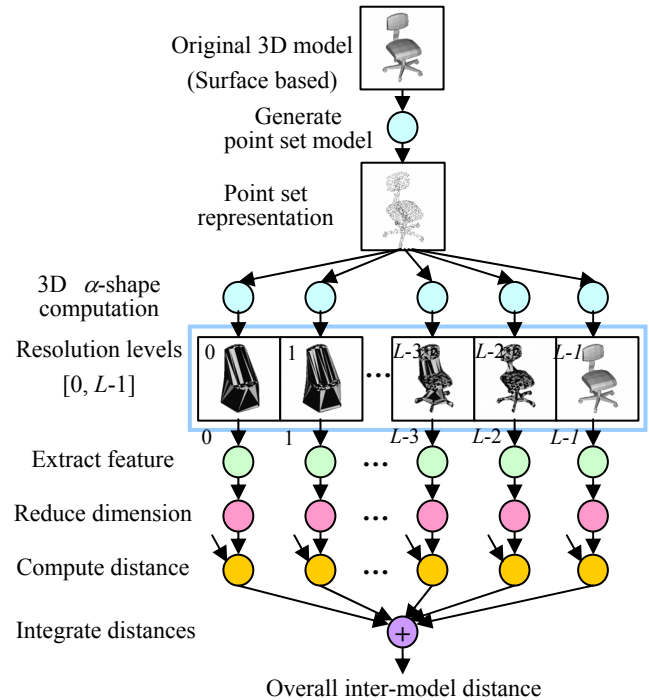 Original 3D model
(Surface based)
Generate
point set model
Point set
representation
3D α-shape
computation
Resolution levels
[0, L-1]
0 1 ... L-3 L-2 L-1
0 1 L-3 L-2 L-1
Extract feature ...
Reduce dimension ...
Compute distance ...
Integrate distances +
Overall inter-model distance